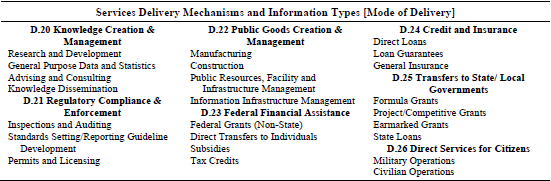 Services Delivery Mechanisms and Information Types [Mode of Delivery]
D.20 Knowledge Creation &
Management
Research and Development
General Purpose Data and Statistics
Advising and Consulting
Knowledge Dissemination
D.21 Regulatory Compliance &
Enforcement
Inspections and Auditing
Standards Setting/Reporting Guideline
Development
Permits and Licensing
D.22 Public Goods Creation &
Management
Manufacturing
Construction
Public Resources, Facility and
Infrastructure Management
Information Infrastructure Management
D.23 Federal Financial Assistance
Federal Grants (Non-State)
Direct Transfers to Individuals
Subsidies
Tax Credits
D.24 Credit and Insurance
Direct Loans
Loan Guarantees
General Insurance
D.25 Transfers to State/ Local
Governments
Formula Grants
Project/Competitive Grants
Earmarked Grants
State Loans
D.26 Direct Services for Citizens
Military Operations
Civilian Operations